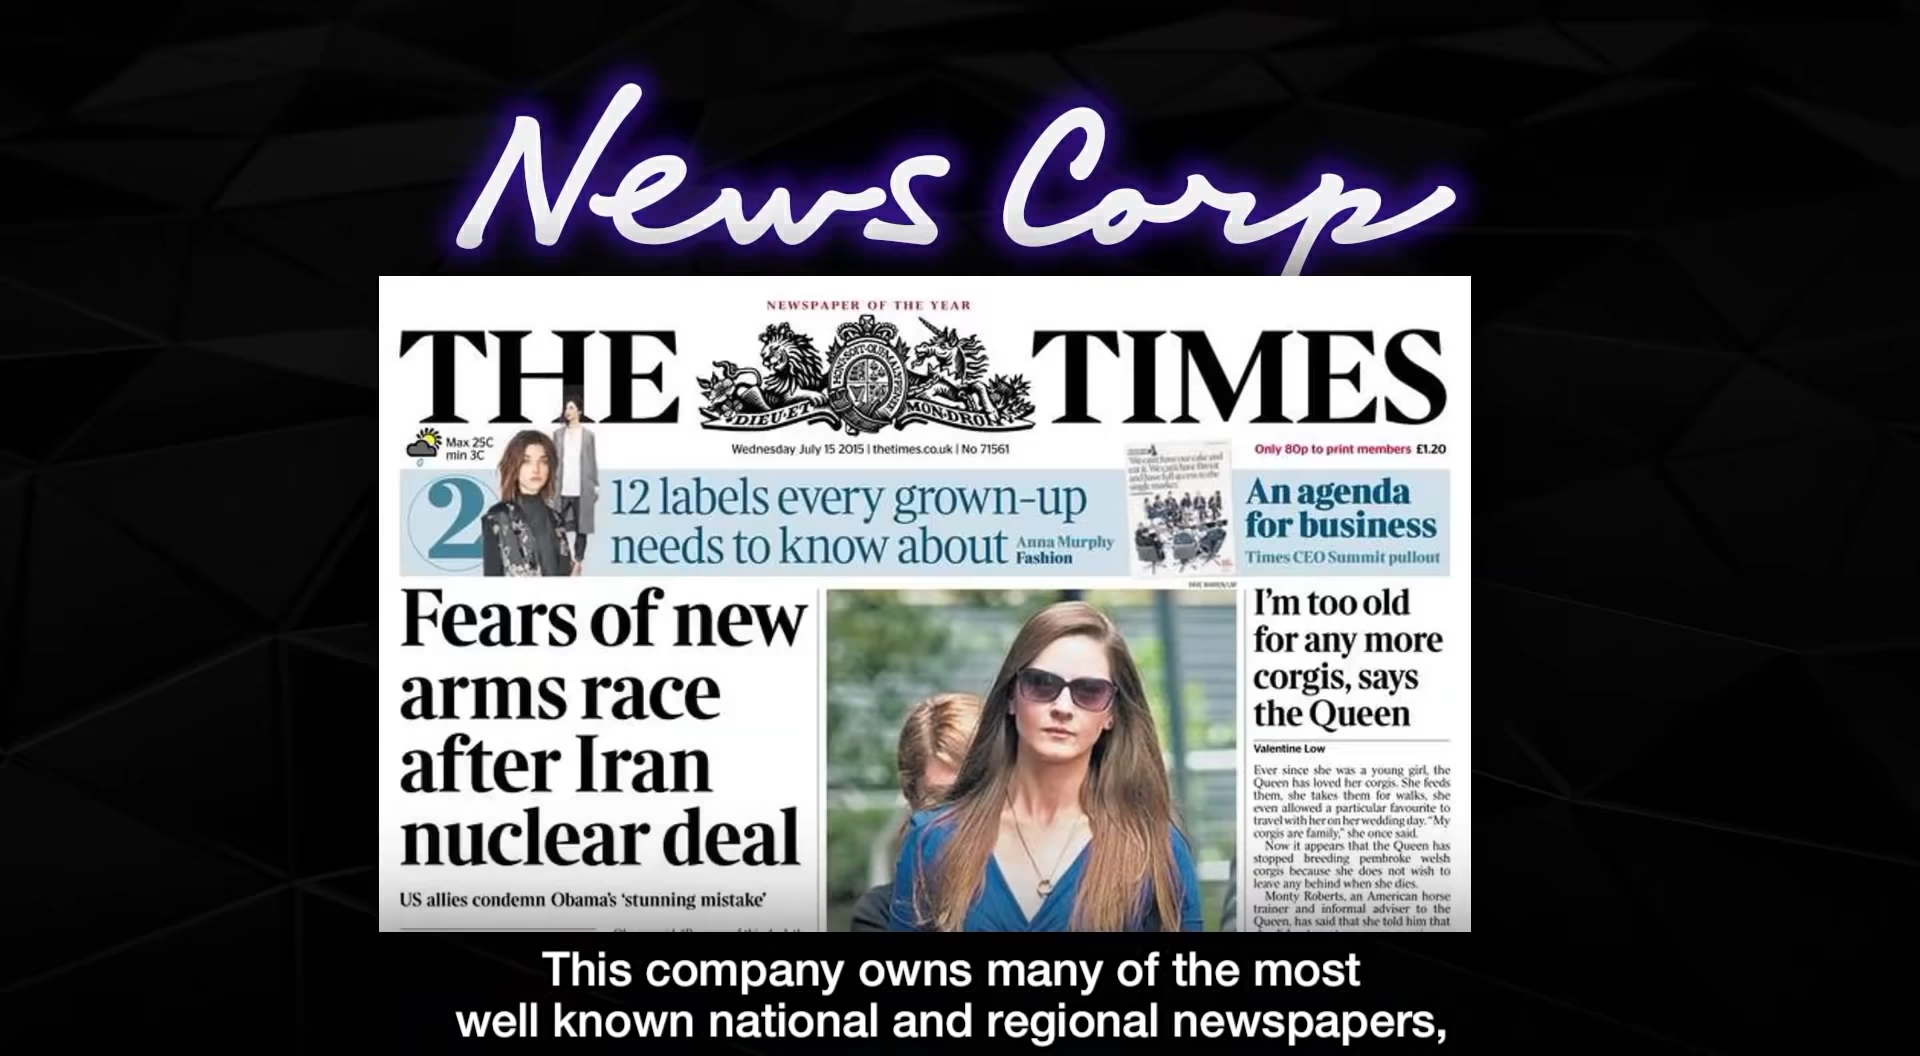 News Corp
NEWSPAPER OF THE YEAR
THE TIMES
DIEU·ET MON·DROIT
Max 25C
min 3C
Wednesday July 15 2015 | thetimes.co.uk | No 71561
Only 80p to print members £1.20
2
12 labels every grown-up
needs to know about
Anna Murphy
Fashion
An agenda
for business
Times CEO Summit pullout
Fears of new
arms race
after Iran
nuclear deal
US allies condemn Obama's 'stunning mistake'
I'm too old
for any more
corgis, says
the Queen
Valentine Low
Ever since she was a young girl, the
Queen has loved her corgis. She feeds
them, she takes them for walks, she
even allowed a particular favourite to
travel with her on her wedding day. "My
corgis are family," she once said.
Now it appears that the Queen has
stopped breeding pembroke welsh
corgis because she does not wish to
leave any behind when she dies.
Monty Roberts, an American horse
trainer and informal adviser to the
Queen, has said that she told him that
This company owns many of the most
well known national and regional newspapers,